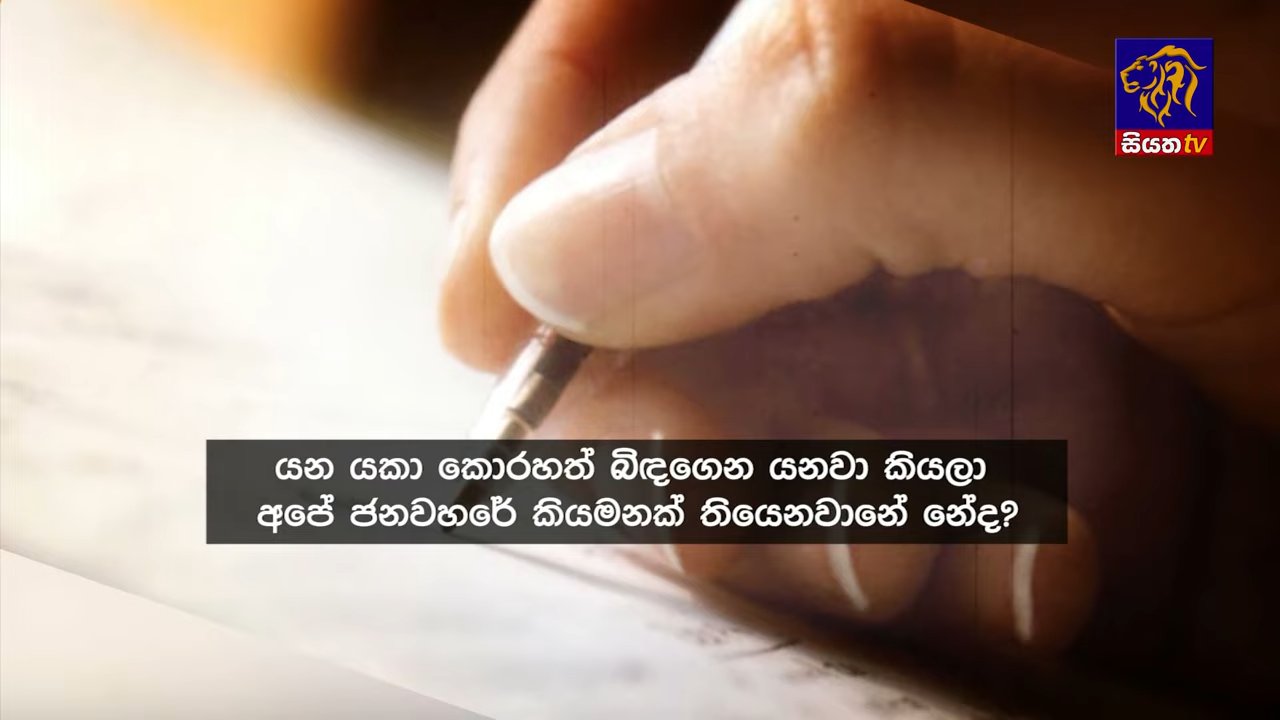 සියත tv
යන යකා කොරහත් බිඳගෙන යනවා කියලා
අපේ ජනවහරේ කියමනක් තියෙනවානේ නේද?